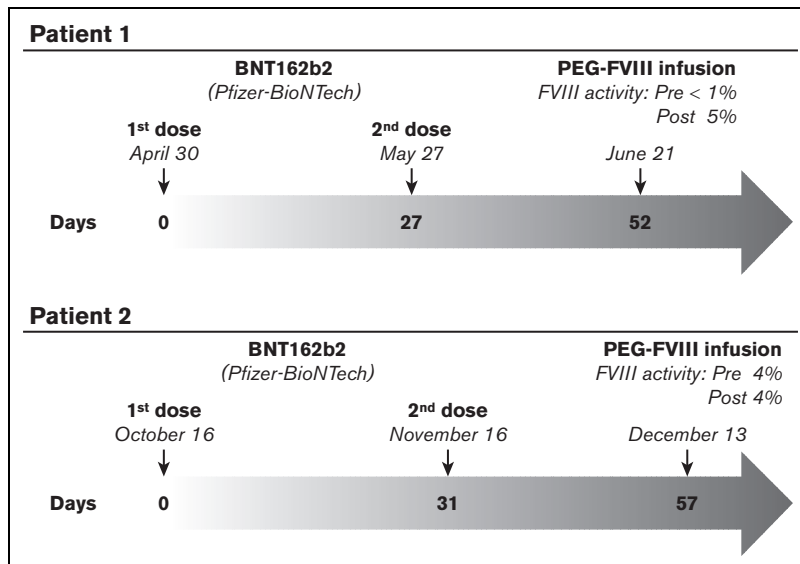 Patient 1
BNT162b2
(Pfizer-BioNTech)
PEG-FVIII infusion
FVIII activity: Pre < 1%
Post 5%
1st dose
April 30
2nd dose
May 27
June 21
Days 0 27 52
Patient 2
BNT162b2
(Pfizer-BioNTech)
PEG-FVIII infusion
FVIII activity: Pre 4%
Post 4%
1st dose
October 16
2nd dose
November 16
December 13
Days 0 31 57